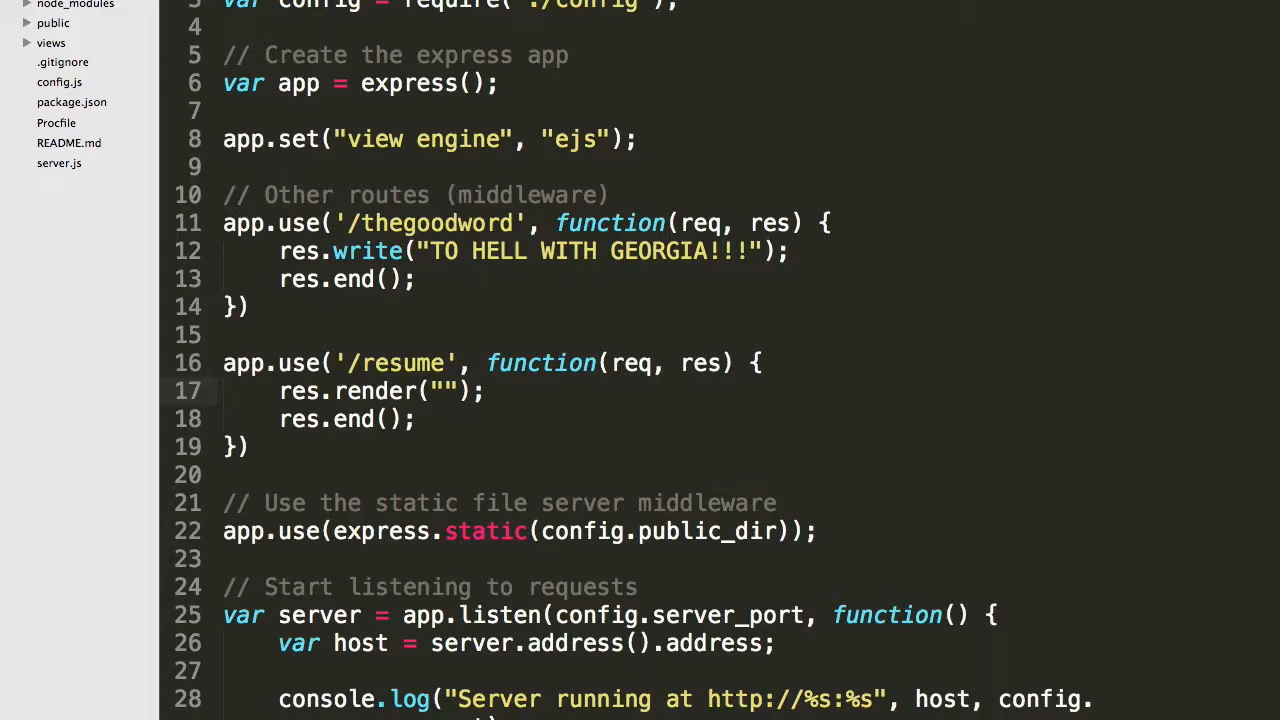 node_modules
public
views
.gitignore
config.js
package.json
Procfile
README.md
server.js
3 var config = require('./config');
4
5 // Create the express app
6 var app = express();
7
8 app.set("view engine", "ejs");
9
10 // Other routes (middleware)
11 app.use('/thegoodword', function(req, res) {
12 res.write("TO HELL WITH GEORGIA!!!");
13 res.end();
14 })
15
16 app.use('/resume', function(req, res) {
17 res.render("");
18 res.end();
19 })
20
21 // Use the static file server middleware
22 app.use(express.static(config.public_dir));
23
24 // Start listening to requests
25 var server = app.listen(config.server_port, function() {
26 var host = server.address().address;
27
28 console.log("Server running at http://%s:%s", host, config.